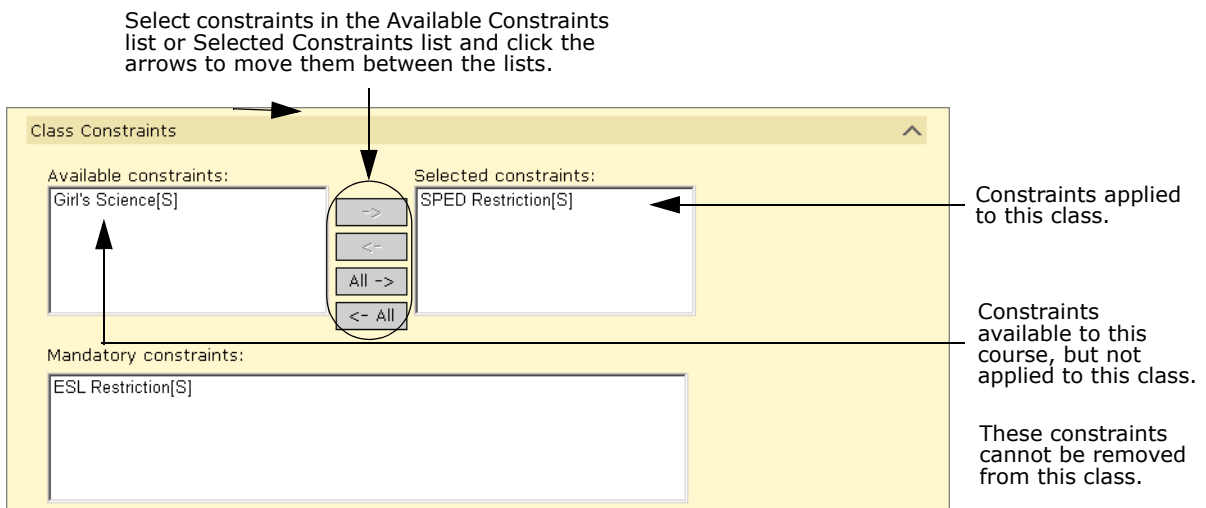 Select constraints in the Available Constraints
list or Selected Constraints list and click the
arrows to move them between the lists.
Class Constraints
Available constraints:
Girl's Science[S]
->
<-
All ->
<- All
Selected constraints:
SPED Restriction[S]
Constraints applied
to this class.
Constraints
available to this
course, but not
applied to this class.
Mandatory constraints:
ESL Restriction[S]
These constraints
cannot be removed
from this class.